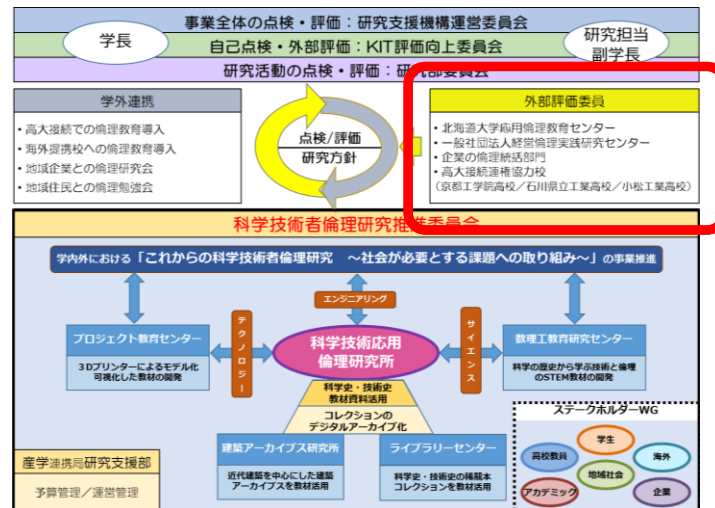 事業全体の点検・評価：研究支援機構運営委員会
自己点検・外部評価：KIT評価向上委員会
研究活動の点検・評価：研究部委員会
学長
研究担当
副学長
学外連携
・高大接続での倫理教育導入
・海外提携校への倫理教育導入
・地域企業との倫理研究会
・地域住民との倫理勉強会
点検/評価
研究方針
外部評価委員
・北海道大学応用倫理教育センター
・一般社団法人経営倫理実践研究センター
・企業の倫理統括部門
・高大接続連権協力校
（京都工学院高校／石川県立工業高校／小松工業高校）
科学技術者倫理研究推進委員会
学内外における「これからの科学技術者倫理研究　～社会が必要とする課題への取り組み～」の事業推進
エンジニアリング
テクノロジー
サイエンス
プロジェクト教育センター
３Dプリンターによるモデル化
可視化した教材の開発
科学技術応用
倫理研究所
数理工教育研究センター
科学の歴史から学ぶ技術と倫理
のSTEM教材の開発
科学史・技術史
教材資料活用
コレクションの
デジタルアーカイブ化
建築アーカイブス研究所
近代建築を中心にした建築
アーカイブスを教材活用
ライブラリーセンター
科学史・技術史の稀覯本
コレクションを教材活用
産学連携局研究支援部
予算管理／運営管理
ステークホルダーWG
学生
高校教員
海外
地域社会
アカデミック
企業